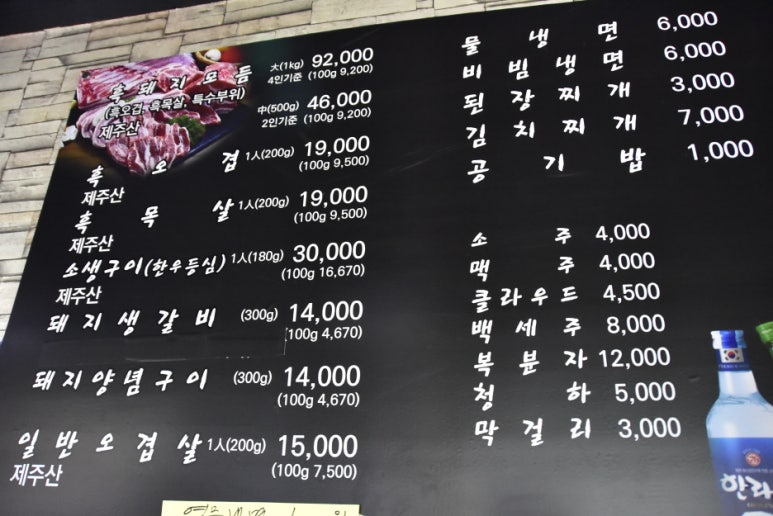 흑돼지모듬 大(1kg) 92,000
4인기준 (100g 9,200)
(흑오겹, 흑목살, 특수부위) 中(500g) 46,000
제주산 2인기준 (100g 9,200)
흑오겹 1人(200g) 19,000
제주산 (100g 9,500)
흑목살 1人(200g) 19,000
제주산 (100g 9,500)
소생구이(한우등심) 1人(180g) 30,000
제주산 (100g 16,670)
돼지생갈비 (300g) 14,000
(100g 4,670)
돼지양념구이 (300g) 14,000
(100g 4,670)
일반오겹살 1人(200g) 15,000
제주산 (100g 7,500)
물냉면 6,000
비빔냉면 6,000
된장찌개 3,000
김치찌개 7,000
공기밥 1,000
소주 4,000
맥주 4,000
클라우드 4,500
백세주 8,000
복분자 12,000
청하 5,000
막걸리 3,000
한라